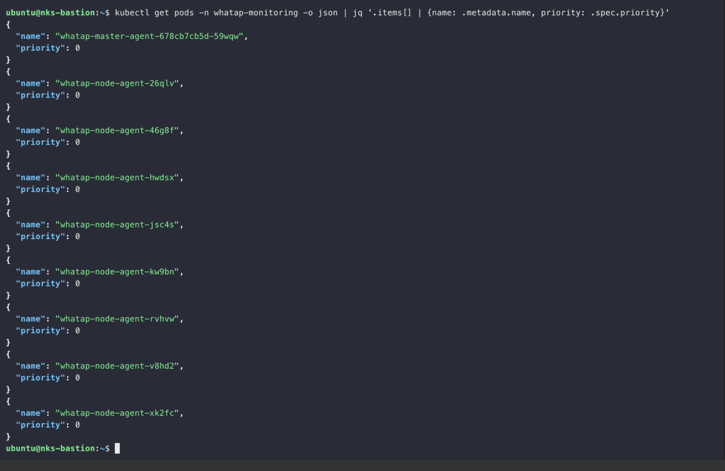 ubuntu@nks-bastion:~$ kubectl get pods -n whatap-monitoring -o json | jq '.items[] | {name: .metadata.name, priority: .spec.priority}'
{
  "name": "whatap-master-agent-678cb7cb5d-59wqw",
  "priority": 0
}
{
  "name": "whatap-node-agent-26qlv",
  "priority": 0
}
{
  "name": "whatap-node-agent-46g8f",
  "priority": 0
}
{
  "name": "whatap-node-agent-hwdsx",
  "priority": 0
}
{
  "name": "whatap-node-agent-jsc4s",
  "priority": 0
}
{
  "name": "whatap-node-agent-kw9bn",
  "priority": 0
}
{
  "name": "whatap-node-agent-rvhvw",
  "priority": 0
}
{
  "name": "whatap-node-agent-v8hd2",
  "priority": 0
}
{
  "name": "whatap-node-agent-xk2fc",
  "priority": 0
}
ubuntu@nks-bastion:~$